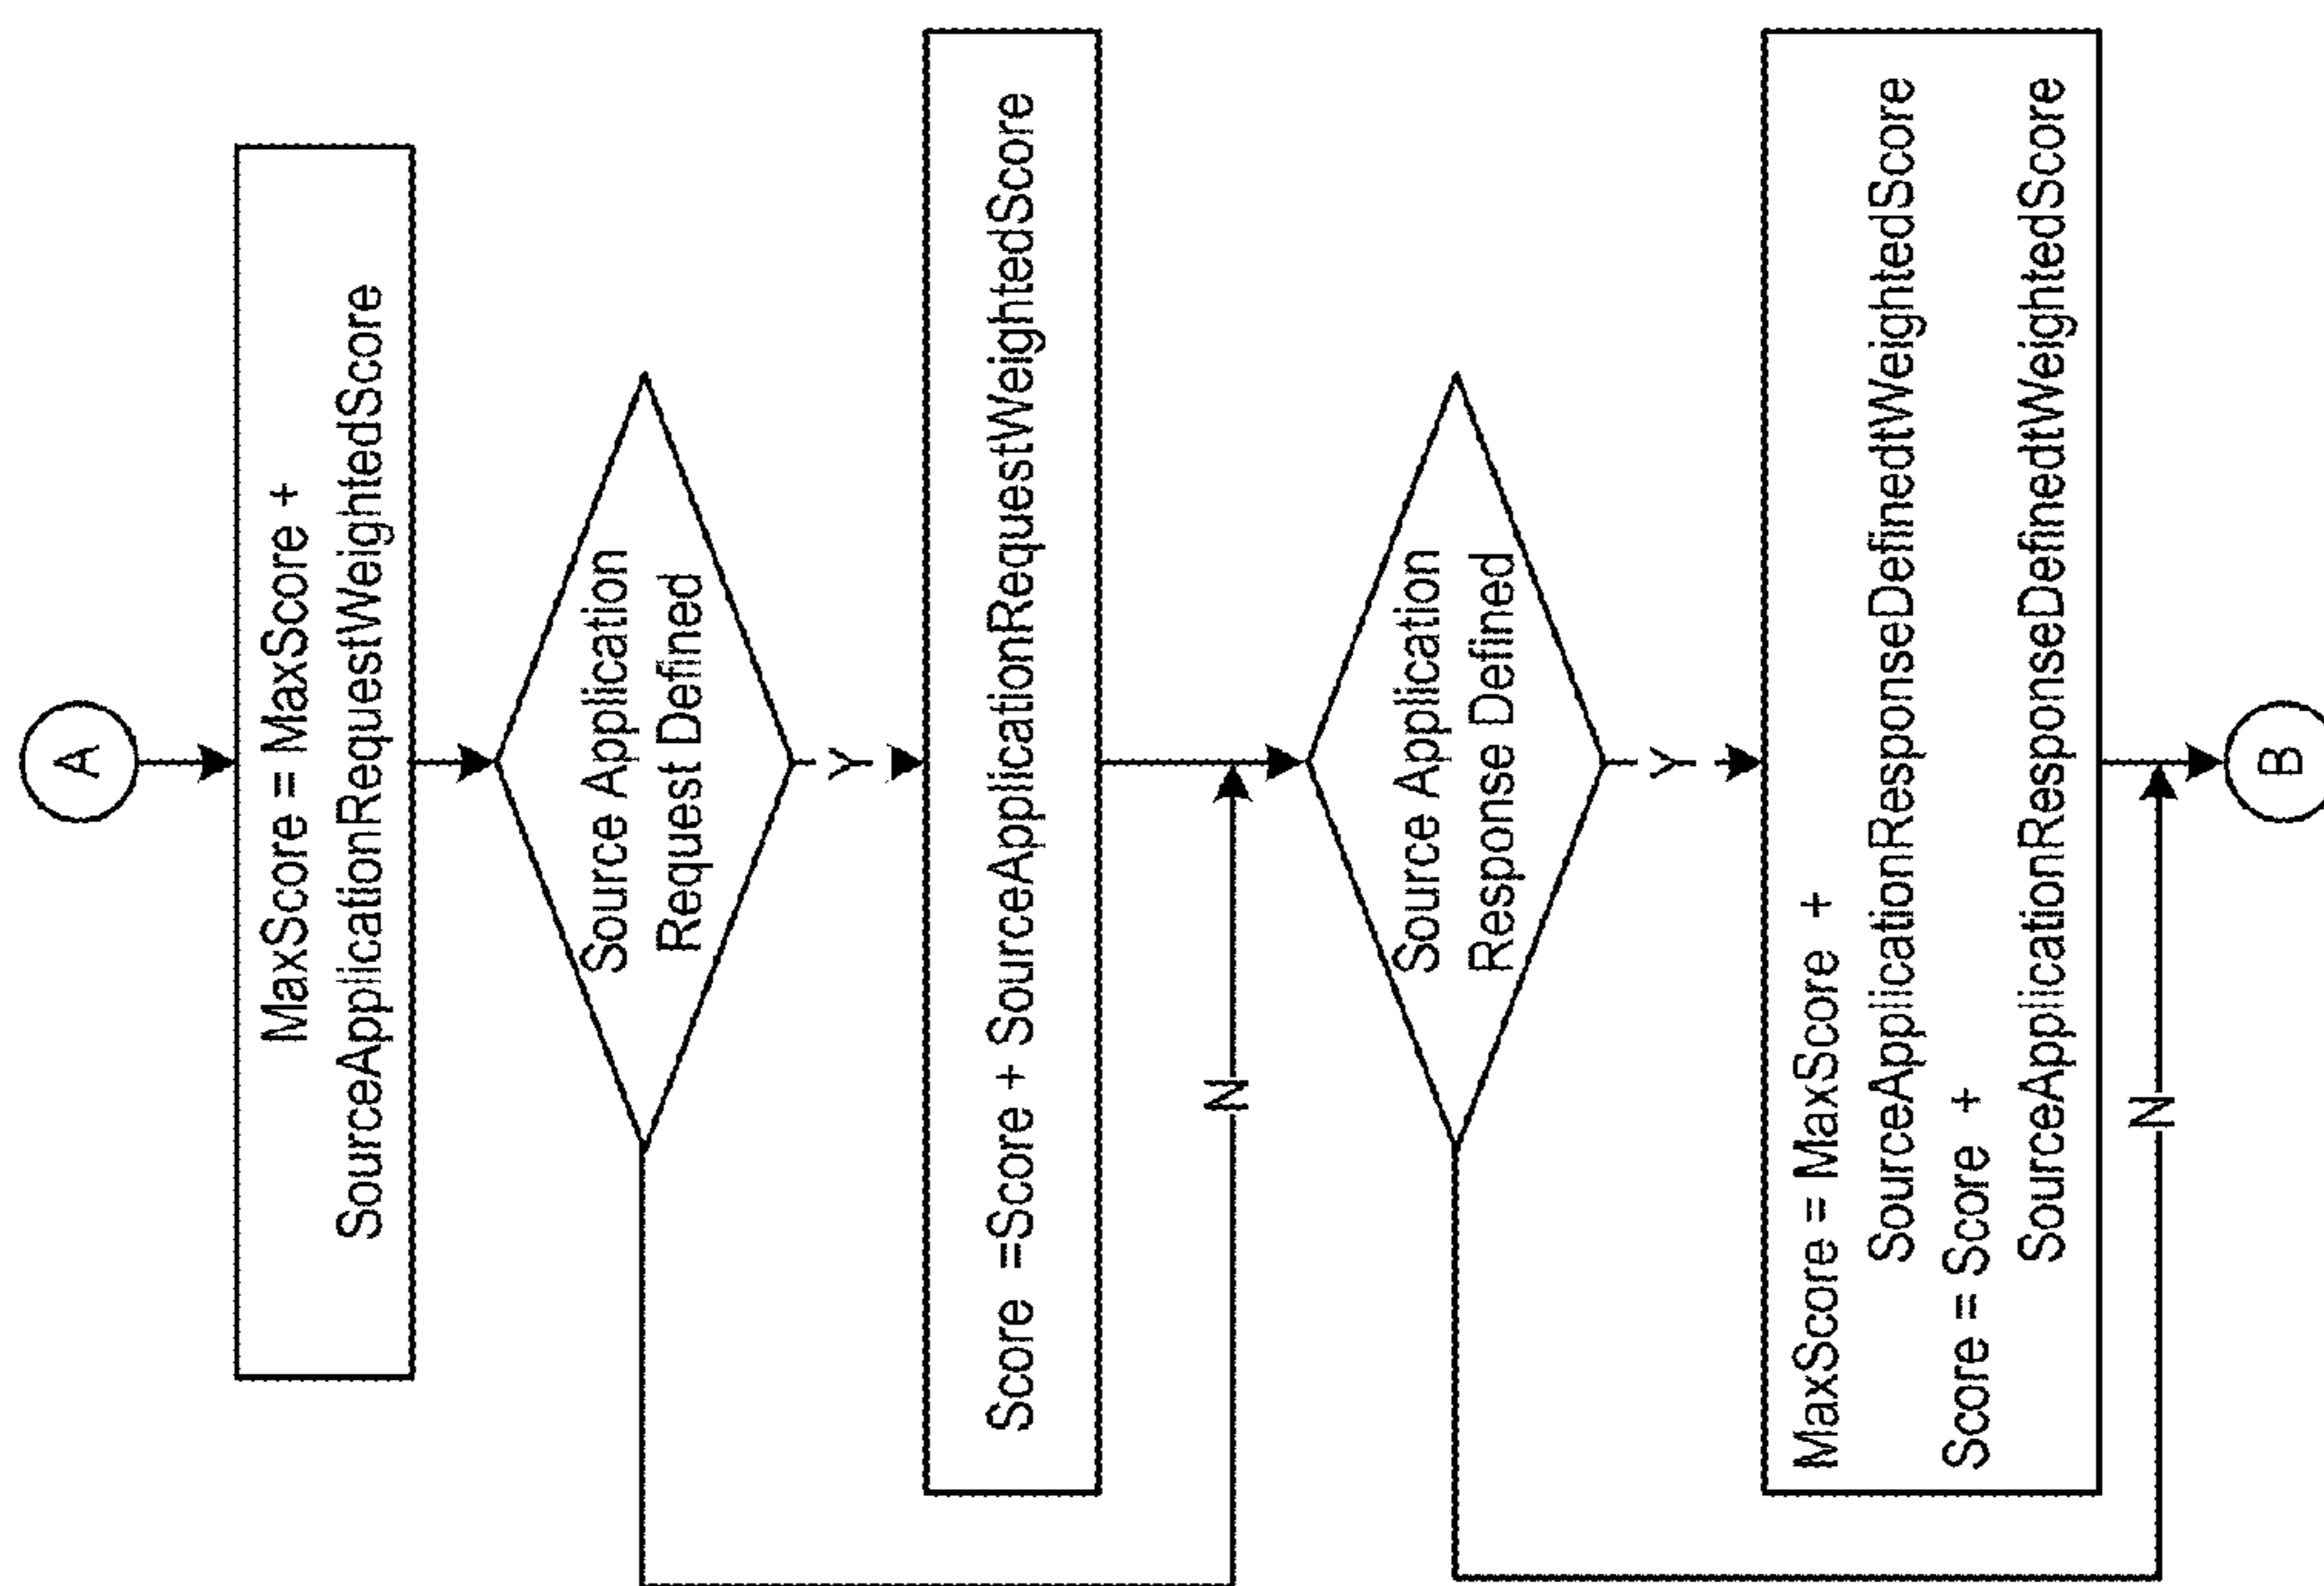 A
MaxScore = MaxScore +
SourceApplicationRequestWeightedScore
Source Application
Request Defined
Y
Score =Score + SourceApplicationRequestWeightedScore
N
Source Application
Response Defined
Y
MaxScore = MaxScore +
SourceApplicationResponseDefinedtWeightedScore
Score = Score +
SourceApplicationResponseDefinedtWeightedScore
N
B